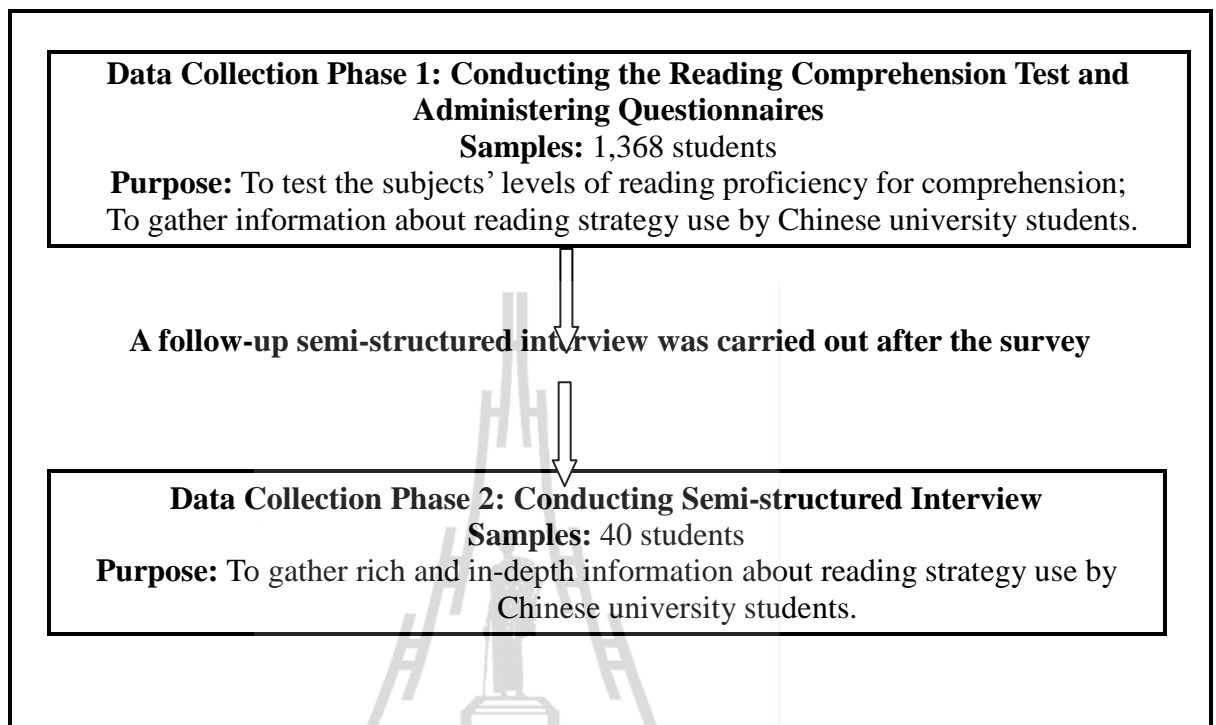 Data Collection Phase 1: Conducting the Reading Comprehension Test and
Administering Questionnaires
Samples: 1,368 students
Purpose: To test the subjects’ levels of reading proficiency for comprehension;
To gather information about reading strategy use by Chinese university students.
A follow-up semi-structured interview was carried out after the survey
Data Collection Phase 2: Conducting Semi-structured Interview
Samples: 40 students
Purpose: To gather rich and in-depth information about reading strategy use by
Chinese university students.